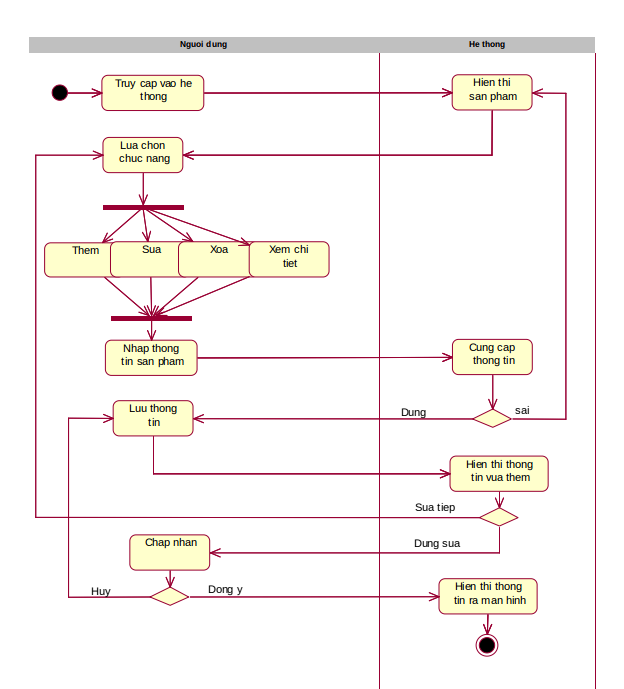 Nguoi dung
He thong
Truy cap vao he
thong
Hien thi
san pham
Lua chon
chuc nang
Them
Sua
Xoa
Xem chi
tiet
Nhap thong
tin san pham
Cung cap
thong tin
Luu thong
tin
Dung
sai
Hien thi thong
tin vua them
Sua tiep
Chap nhan
Dung sua
Huy
Dong y
Hien thi thong
tin ra man hinh